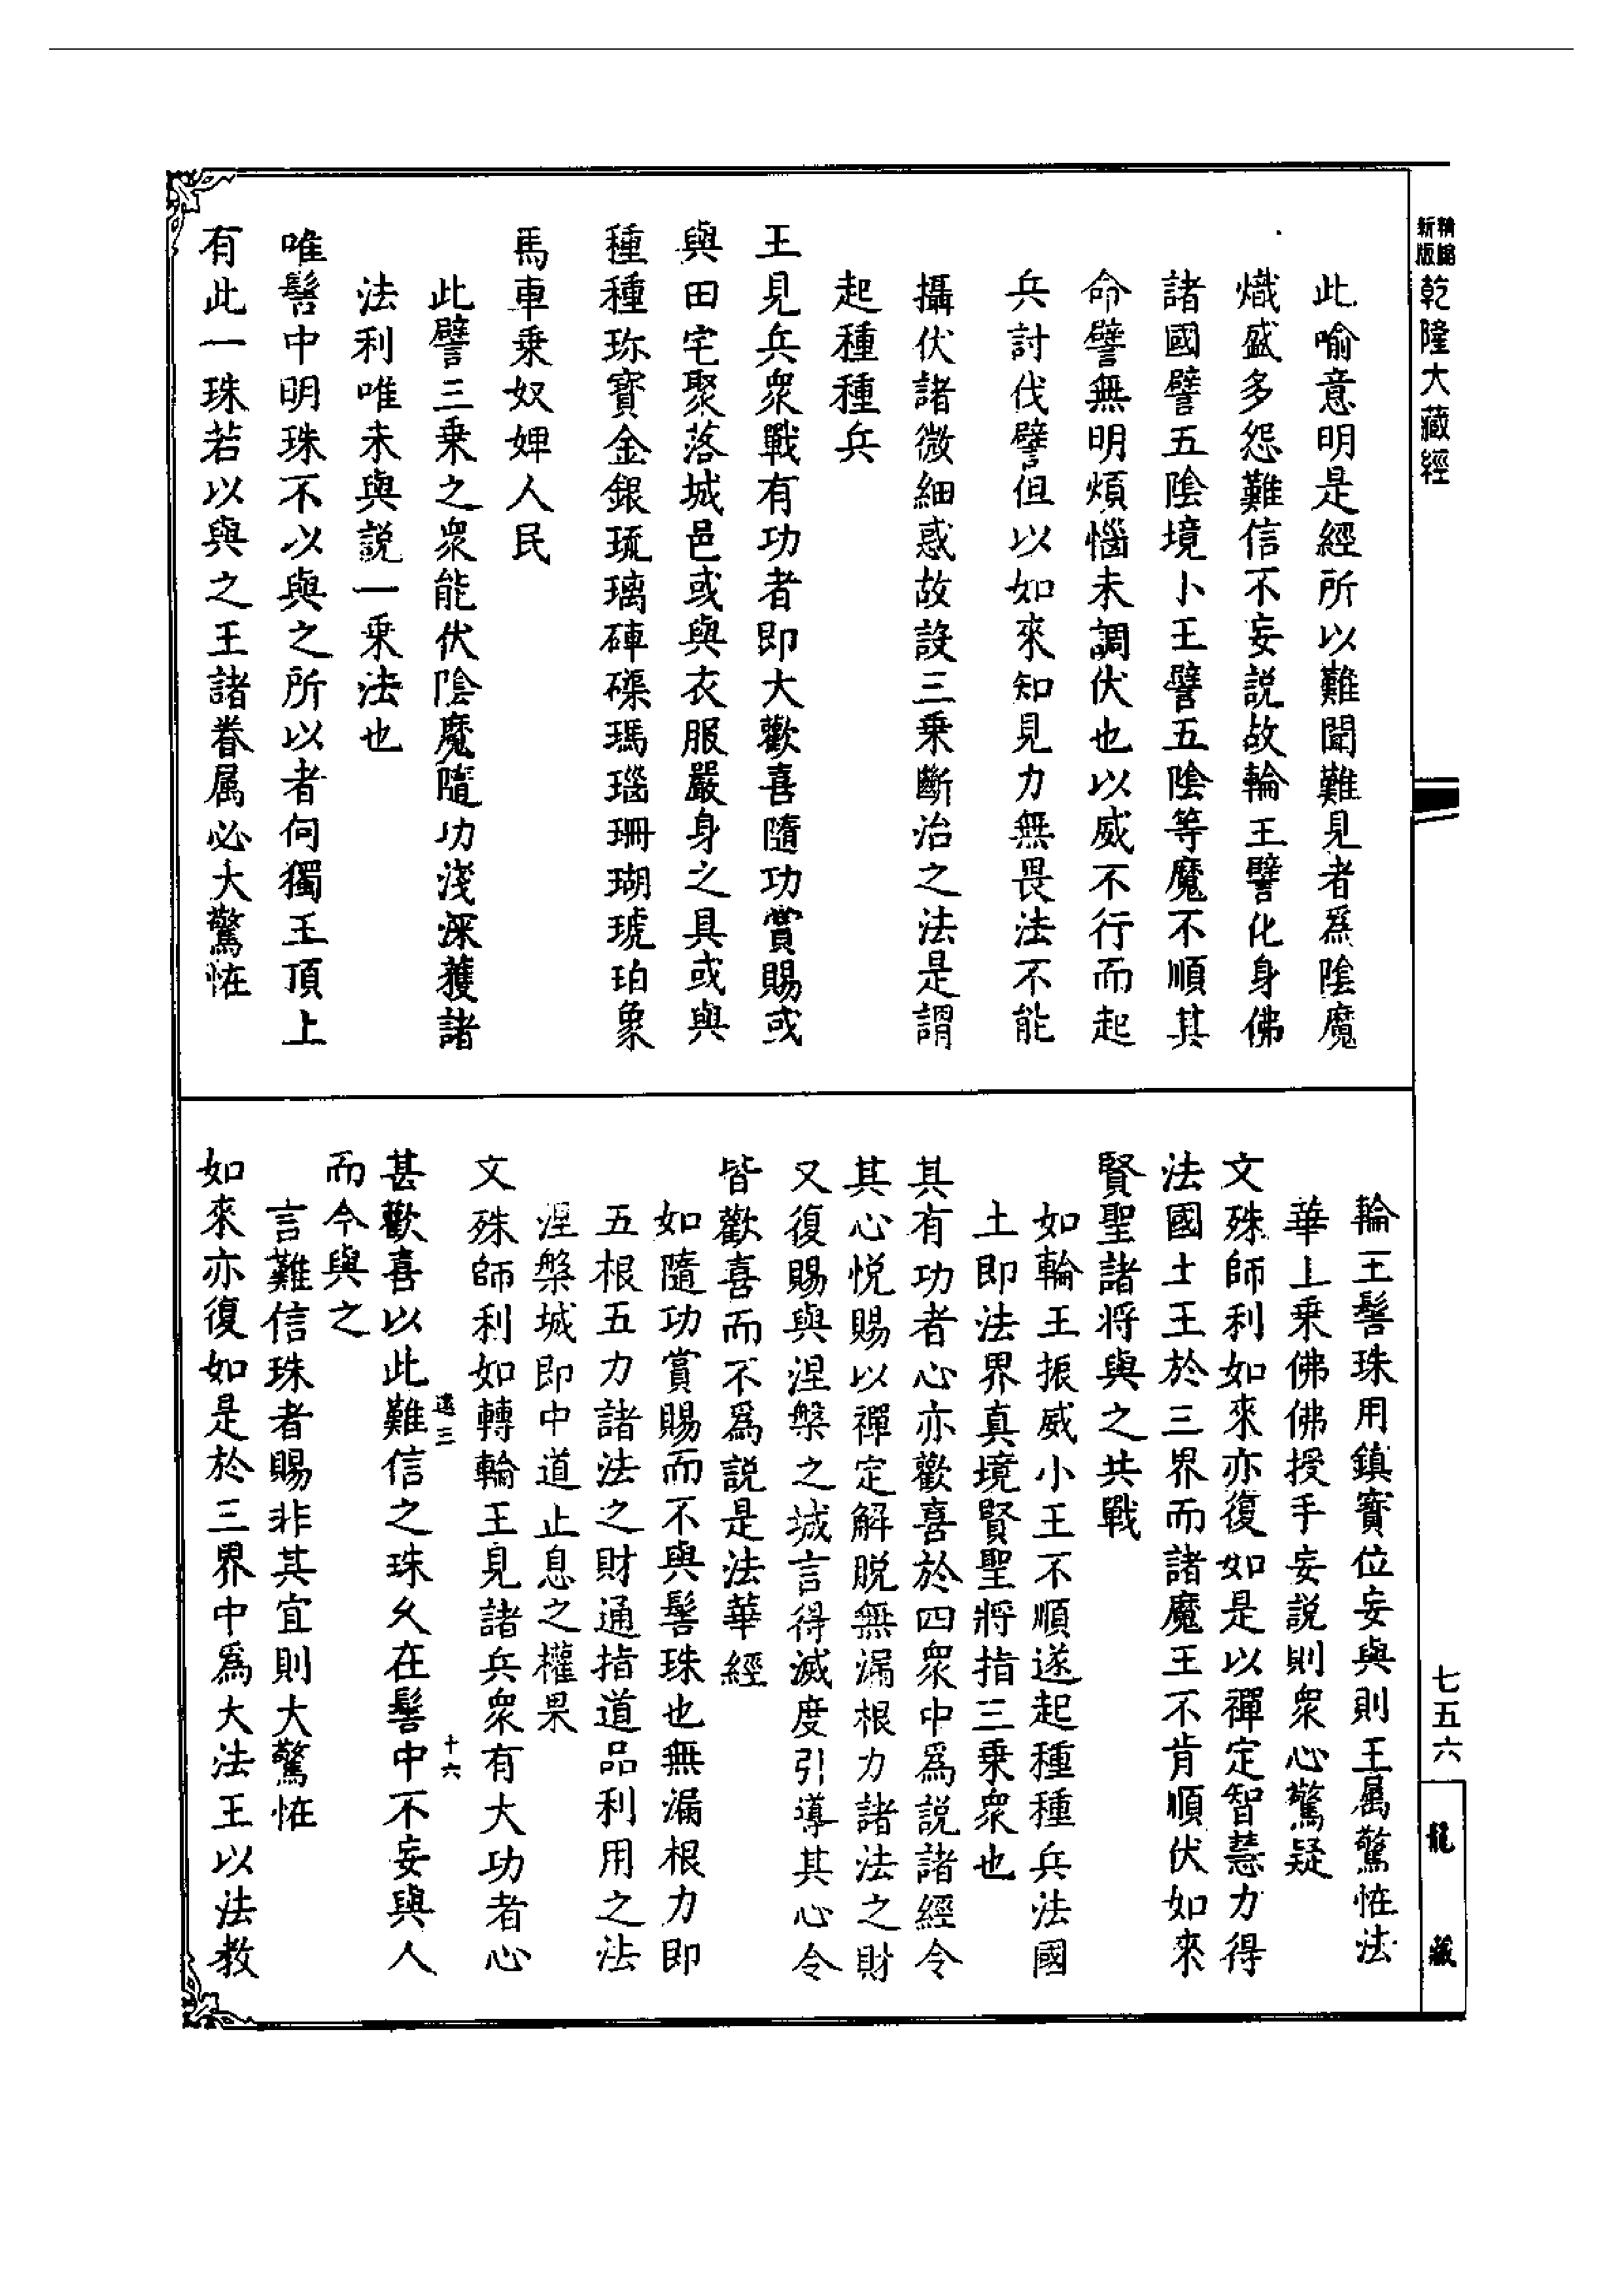 精縮
新版
乾隆大藏經
此喻意明是經所以難聞難見者爲陰魔
熾盛多怨難信不妄説故輪王譬化身佛
諸國譬五陰境小王譬五陰等魔不順其
命譬無明煩惱未調伏也以威不行而起
兵討伐譬但以如來知見力無畏法不能
攝伏諸微細惑故設三乗斷治之法是謂
起種種兵
王見兵衆戰有功者即大歡喜隨功賞賜或
與田宅聚落城邑或與衣服嚴身之具或與
種種珎寳金銀琉璃硨磲瑪瑙珊瑚琥珀象
馬車乗奴婢人民
此譬三乗之衆能伏陰魔隨功淺深獲諸
法利唯未與説一乗法也
唯髻中明珠不以與之所以者何獨王頂上
有此一珠若以與之王諸眷属必大驚恠
輪王髻珠用鎮寳位妄與則王属驚恠法
華上乗佛佛授手妄説則衆心驚疑
文殊師利如來亦復如是以禪定智慧力得
法國土王於三界而諸魔王不肯順伏如來
賢聖諸将與之共戰
如輪王振威小王不順遂起種種兵法國
土即法界真境賢聖將指三乗衆也
其有功者心亦歡喜於四衆中爲説諸經令
其心悦賜以禪定解脱無漏根力諸法之財
又復賜與涅槃之城言得滅度引導其心令
皆歡喜而不爲説是法華經
如隨功賞賜而不與髻珠也無漏根力即
五根五力諸法之財通指道品利用之法
涅槃城即中道止息之權果
文殊師利如轉輪王見諸兵衆有大功者心
遠三
十六
甚歡喜以此難信之珠久在髻中不妄與人
而今與之
言難信珠者賜非其宜則大驚恠
如來亦復如是於三界中爲大法王以法教
七五六
龍藏